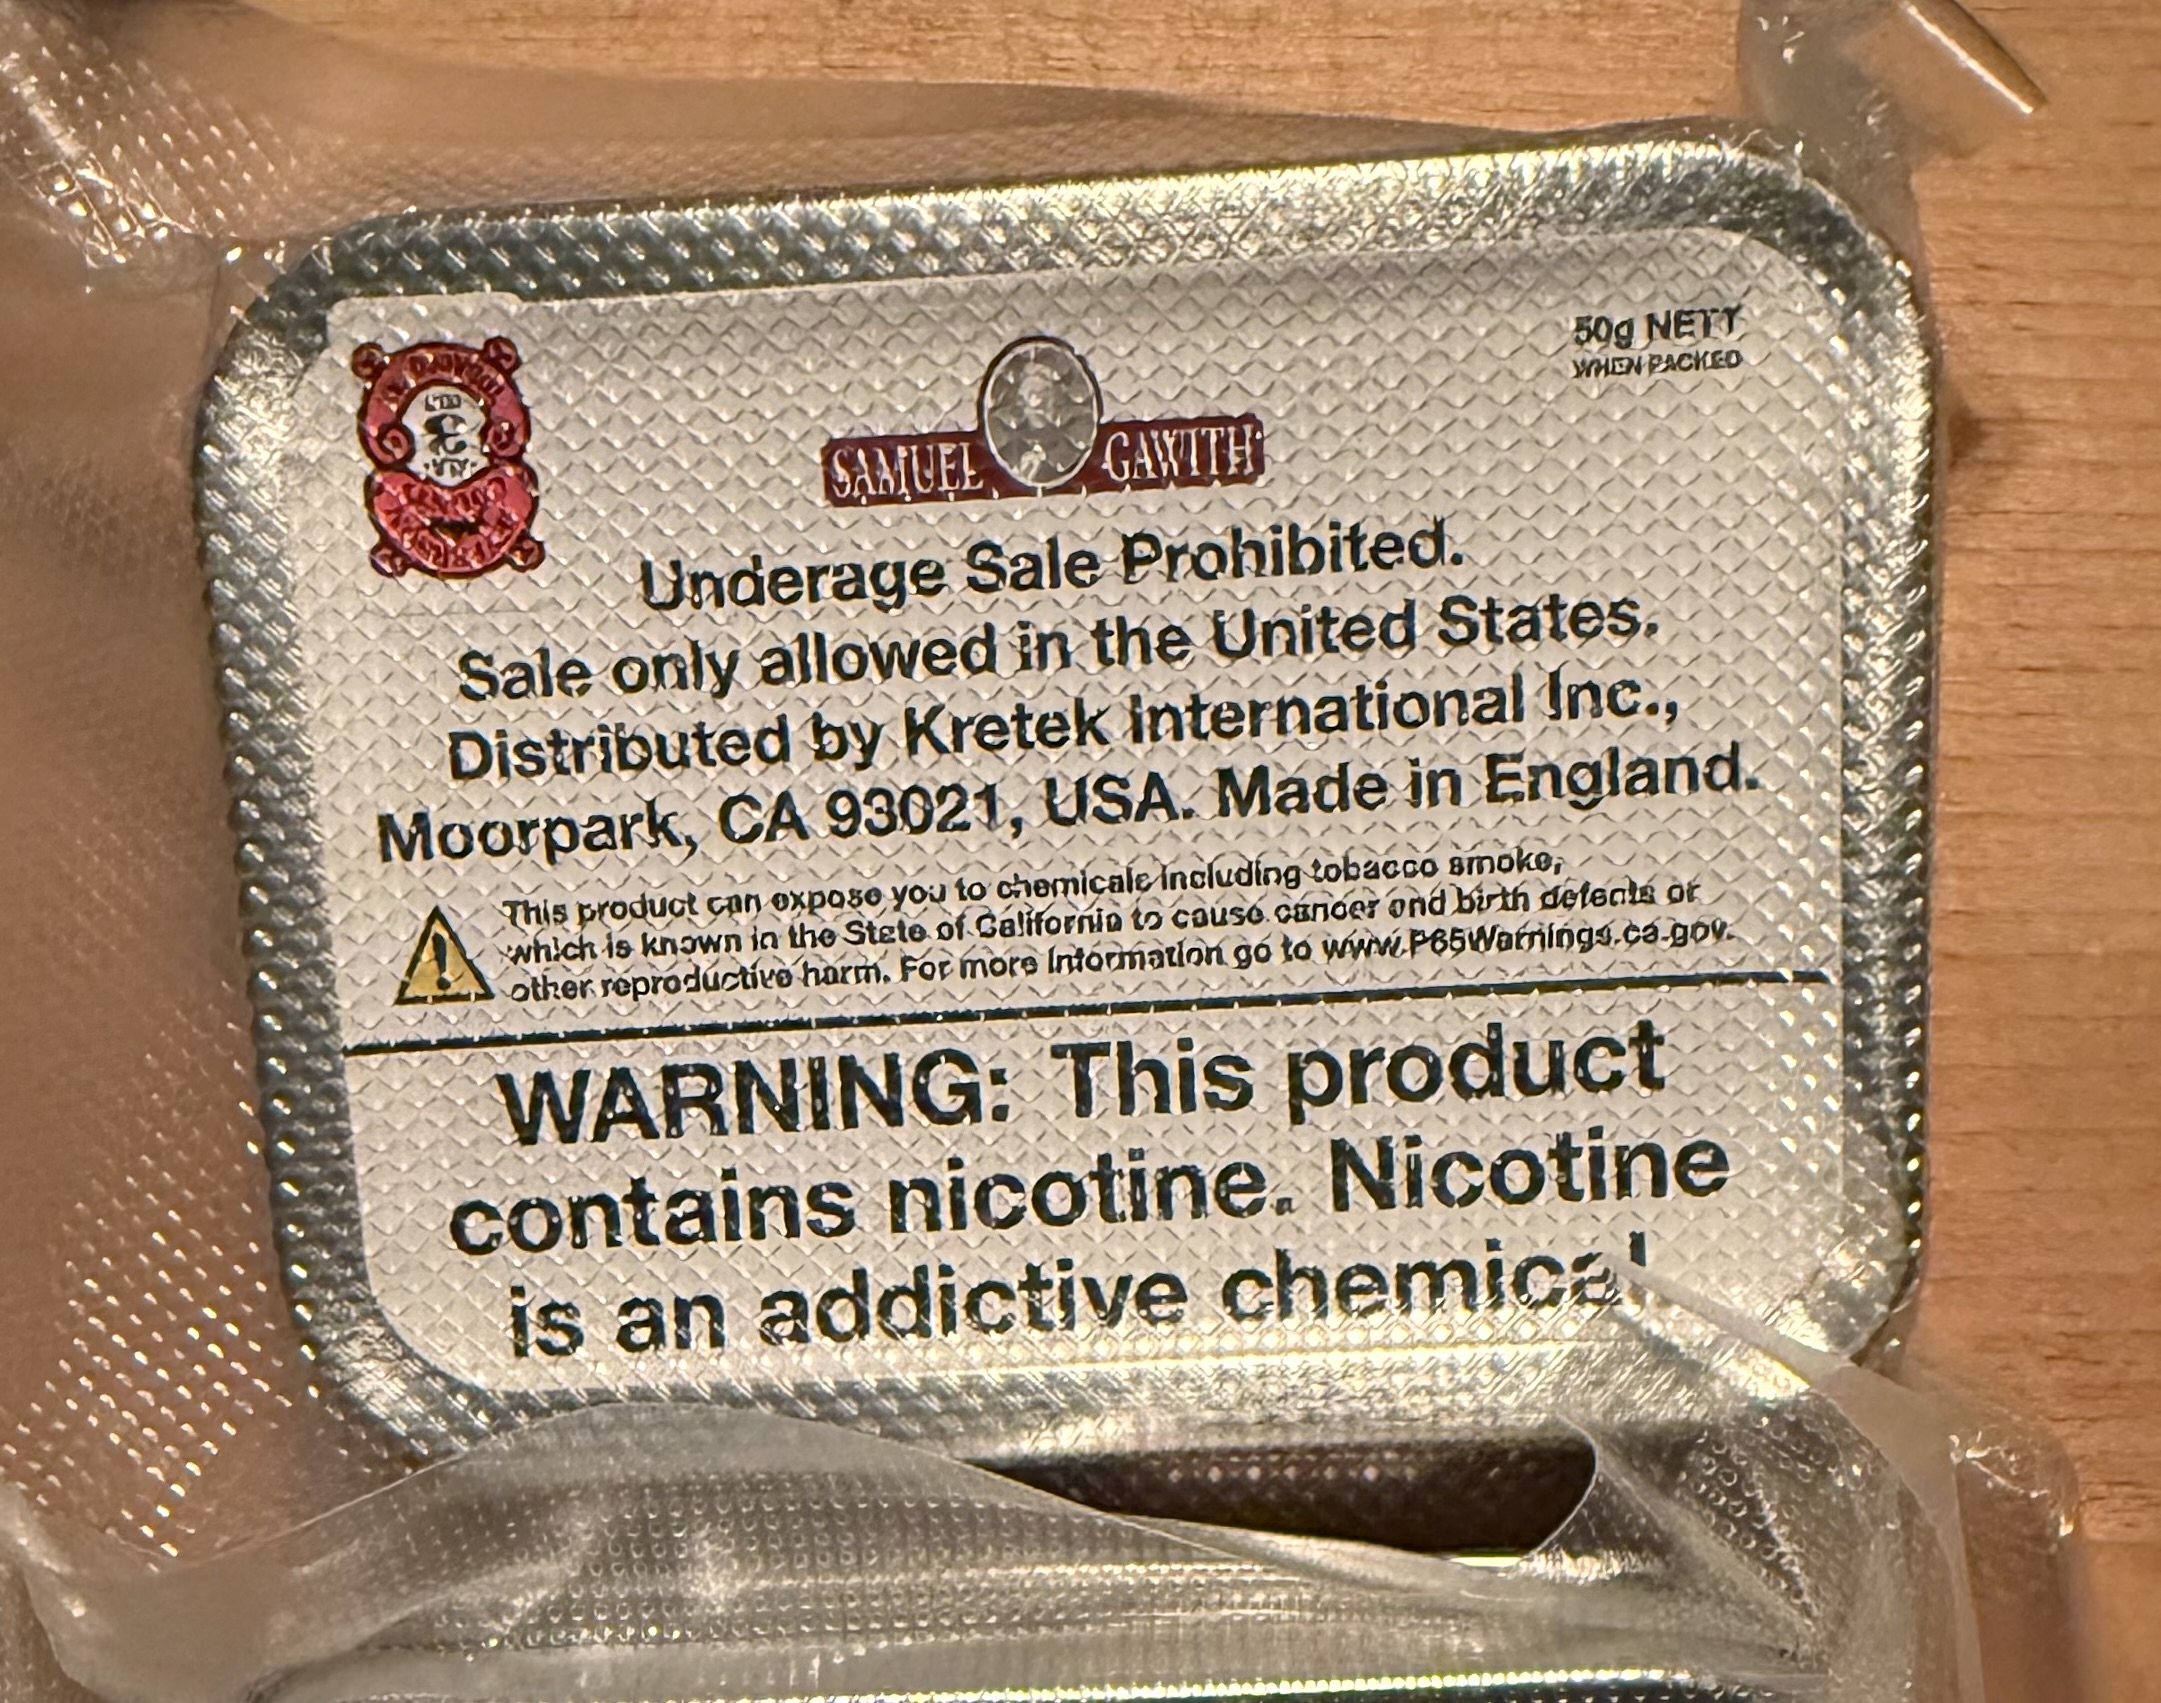 50g NETT
WHEN PACKED
SAMUEL GAWITH
Underage Sale Prohibited.
Sale only allowed in the United States.
Distributed by Kretek International Inc.,
Moorpark, CA 93021, USA. Made in England.
This product can expose you to chemicals including tobacco smoke,
which is known in the State of California to cause cancer and birth defects or
other reproductive harm. For more information go to www.P65Warnings.ca.gov.
WARNING: This product
contains nicotine. Nicotine
is an addictive chemical